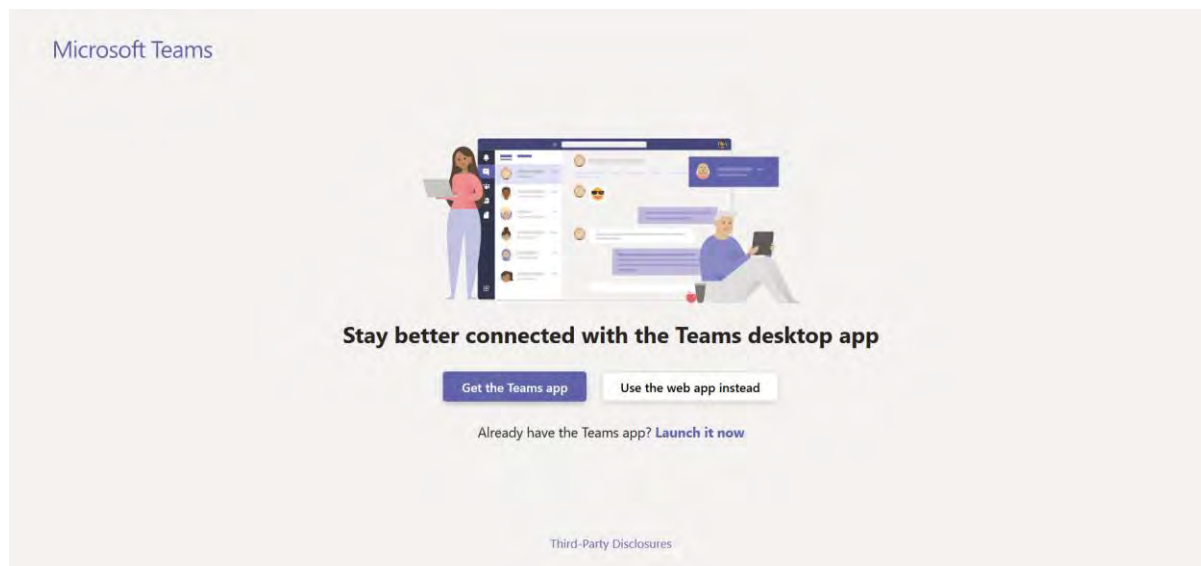 Microsoft Teams
Stay better connected with the Teams desktop app
Get the Teams app
Use the web app instead
Already have the Teams app? Launch it now
Third-Party Disclosures